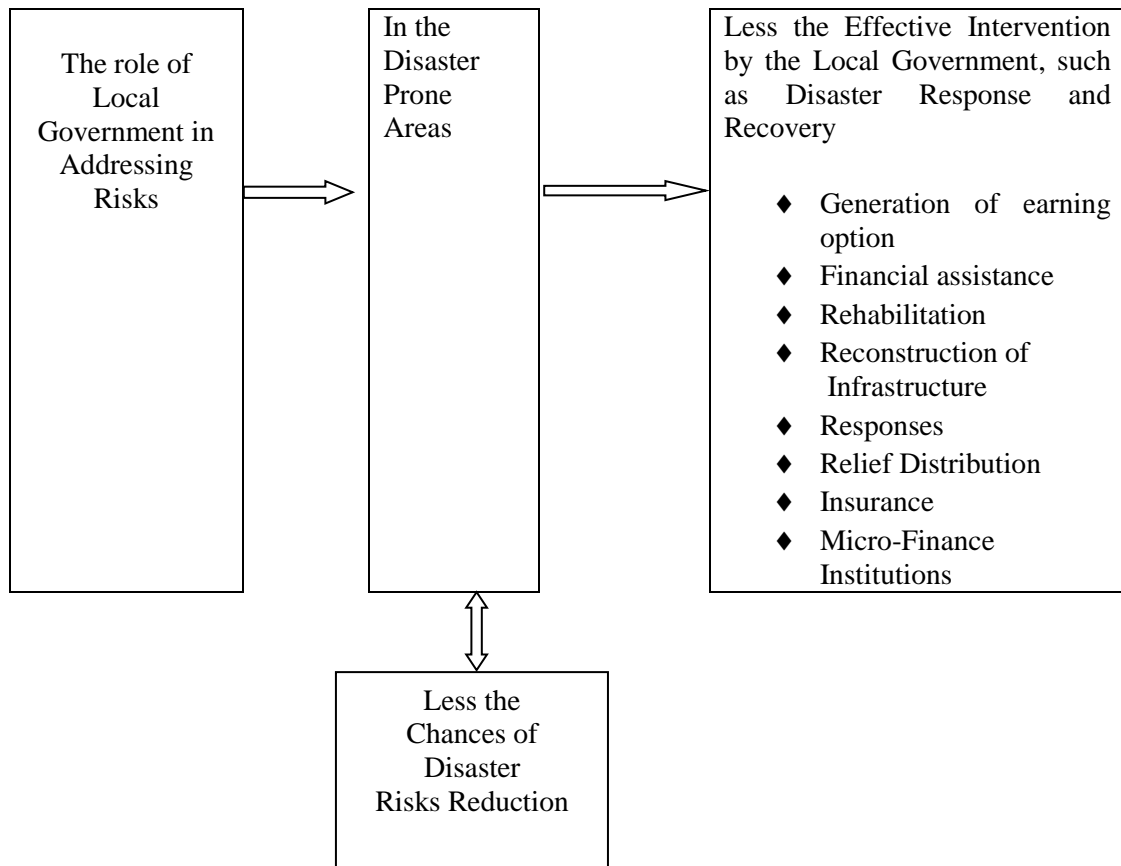 The role of
Local
Government in
Addressing
Risks
In the
Disaster
Prone
Areas
Less the Effective Intervention
by the Local Government, such
as Disaster Response and
Recovery
♦ Generation of earning
option
♦ Financial assistance
♦ Rehabilitation
♦ Reconstruction of
Infrastructure
♦ Responses
♦ Relief Distribution
♦ Insurance
♦ Micro-Finance
Institutions
Less the
Chances of
Disaster
Risks Reduction